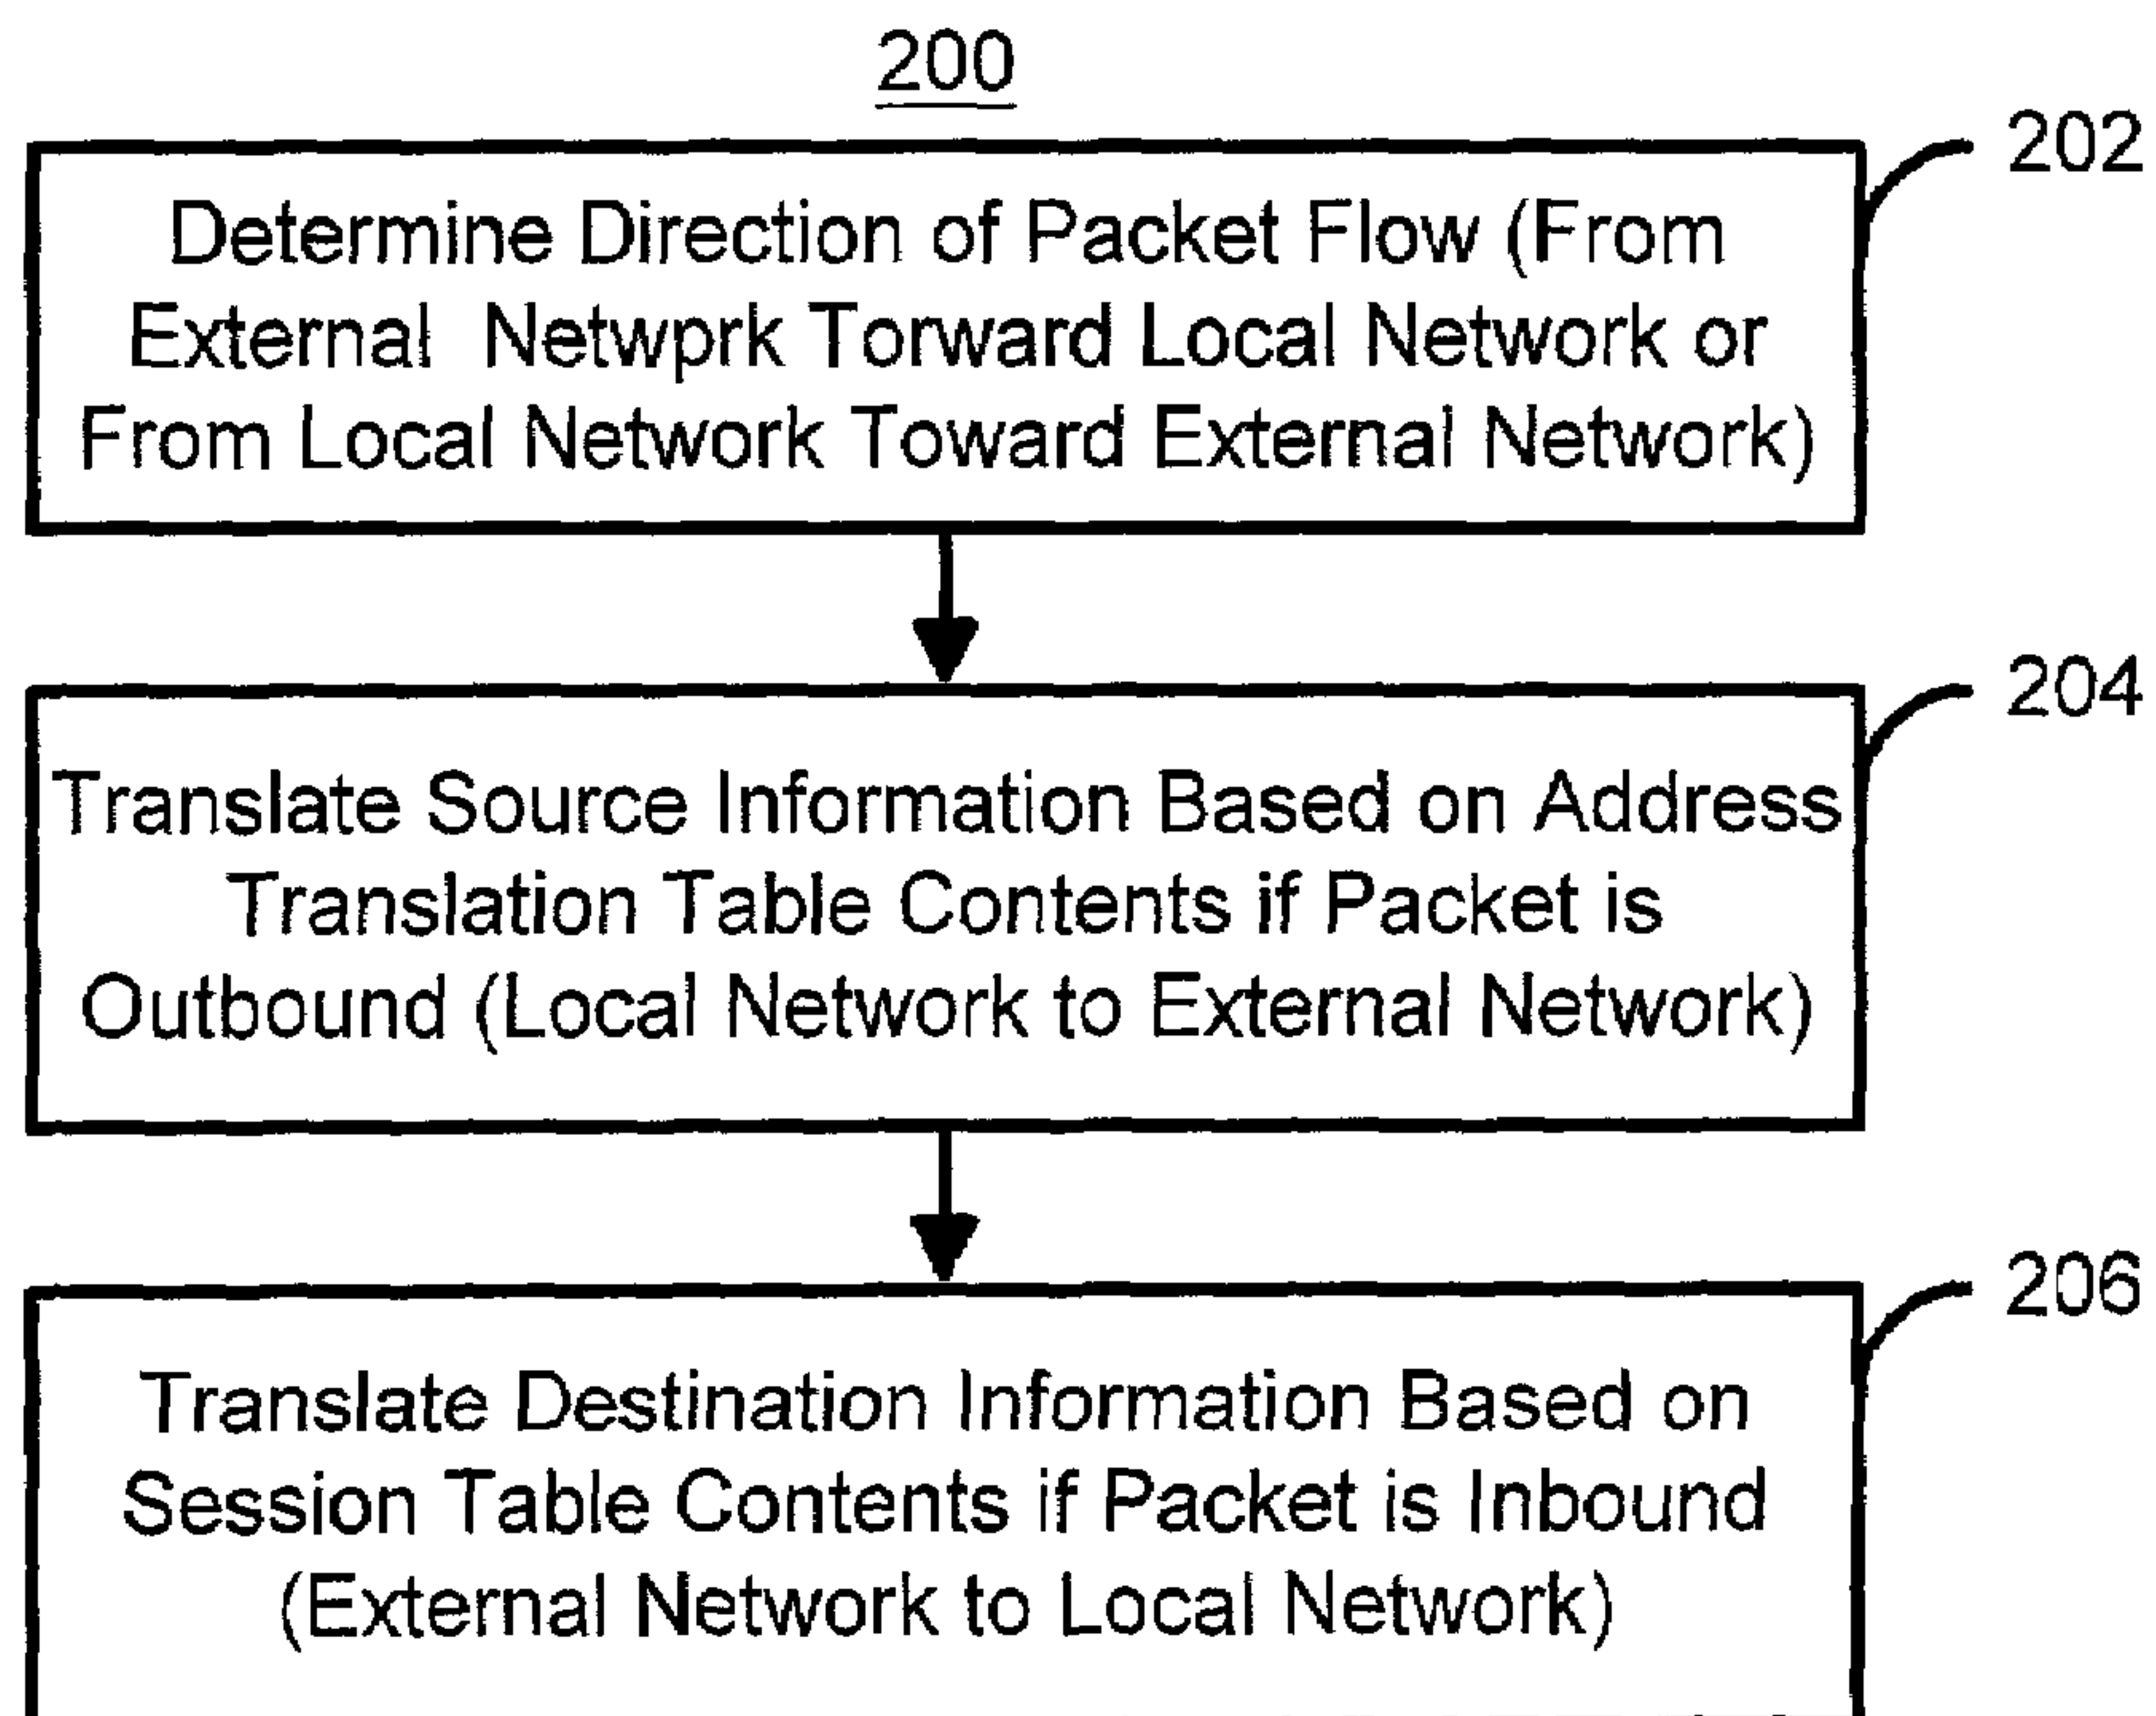 200
202
Determine Direction of Packet Flow (From
External Netwprk Torward Local Network or
From Local Network Toward External Network)
204
Translate Source Information Based on Address
Translation Table Contents if Packet is
Outbound (Local Network to External Network)
206
Translate Destination Information Based on
Session Table Contents if Packet is Inbound
(External Network to Local Network)